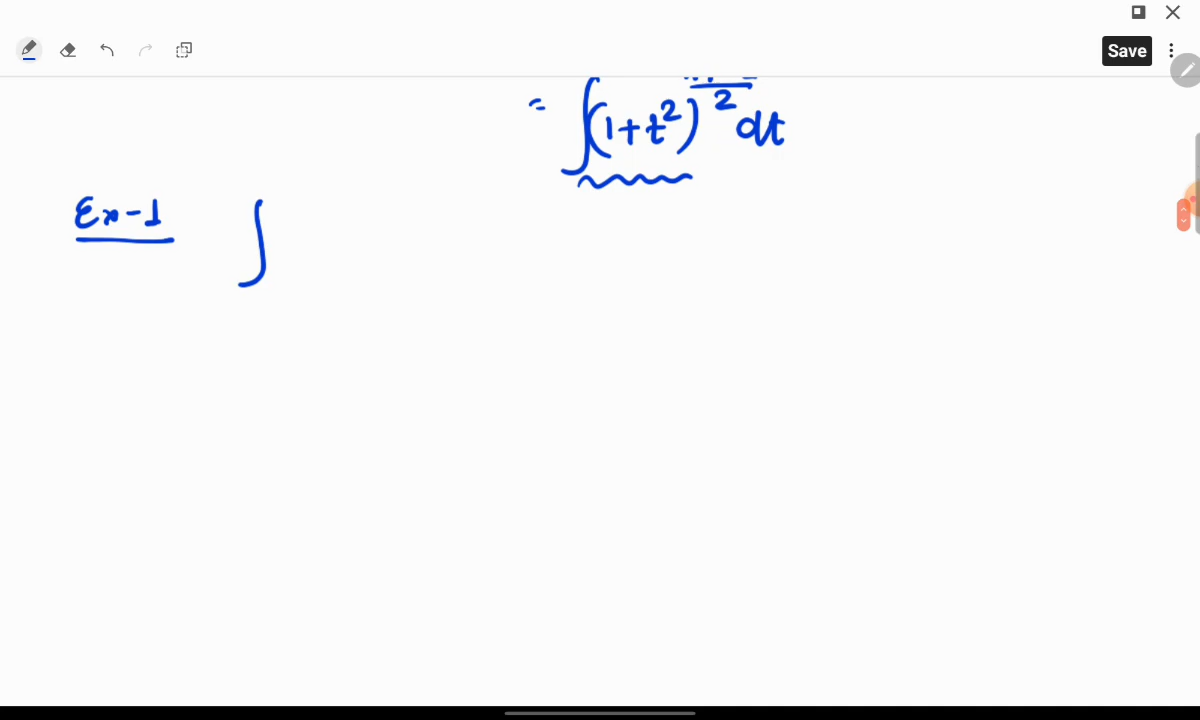 Save
= ∫(1+t²)^{/2} dt
Ex-1 ∫